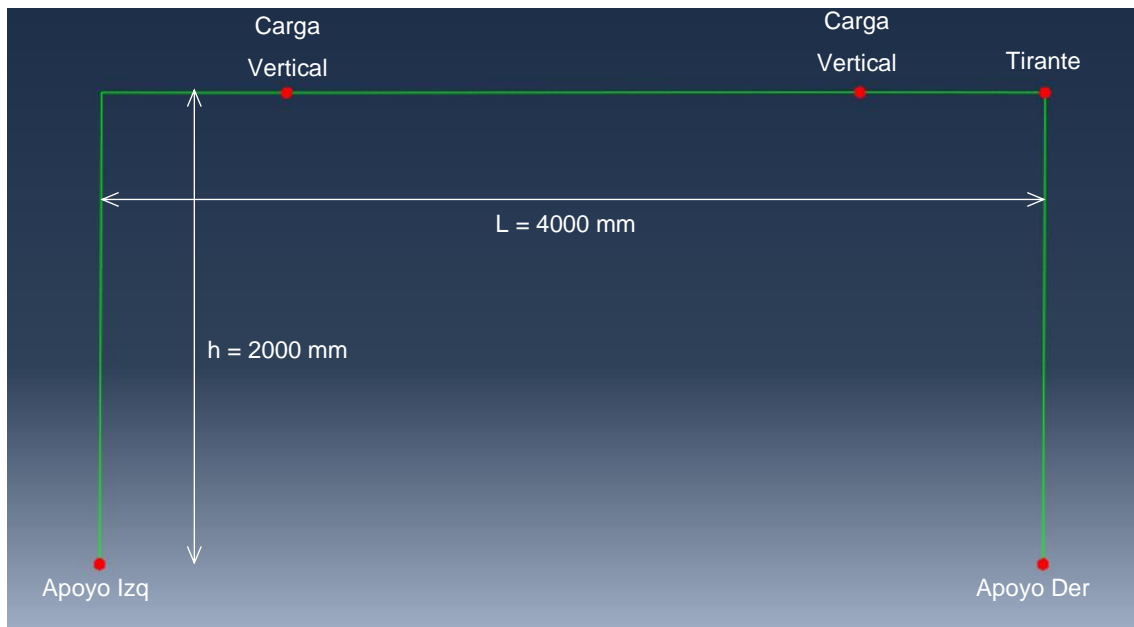 Carga
Vertical
Carga
Vertical
Tirante
L = 4000 mm
h = 2000 mm
Apoyo Izq
Apoyo Der